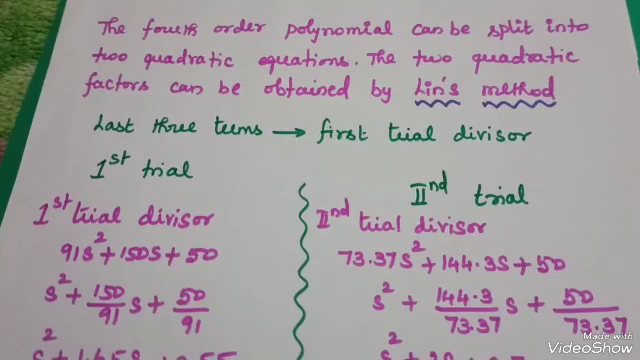 The fourth order polynomial can be split into
two quadratic equations. The two quadratic
factors can be obtained by Lin's method
Last three terms → first trial divisor
1st trial
IInd trial
1st trial divisor
91s² + 150s + 50
s² + 150/91 s + 50/91
IInd trial divisor
73.37s² + 144.3s + 50
s² + 144.3/73.37 s + 50/73.37
Made with
VideoShow